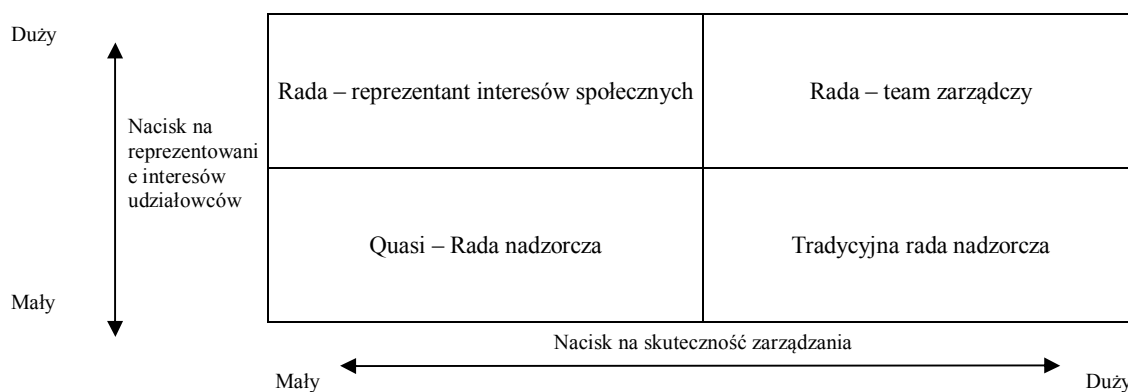 Duży
Rada – reprezentant interesów społecznych
Rada – team zarządczy
Nacisk na
reprezentowani
e interesów
udziałowców
Quasi – Rada nadzorcza
Tradycyjna rada nadzorcza
Mały
Nacisk na skuteczność zarządzania
Mały
Duży